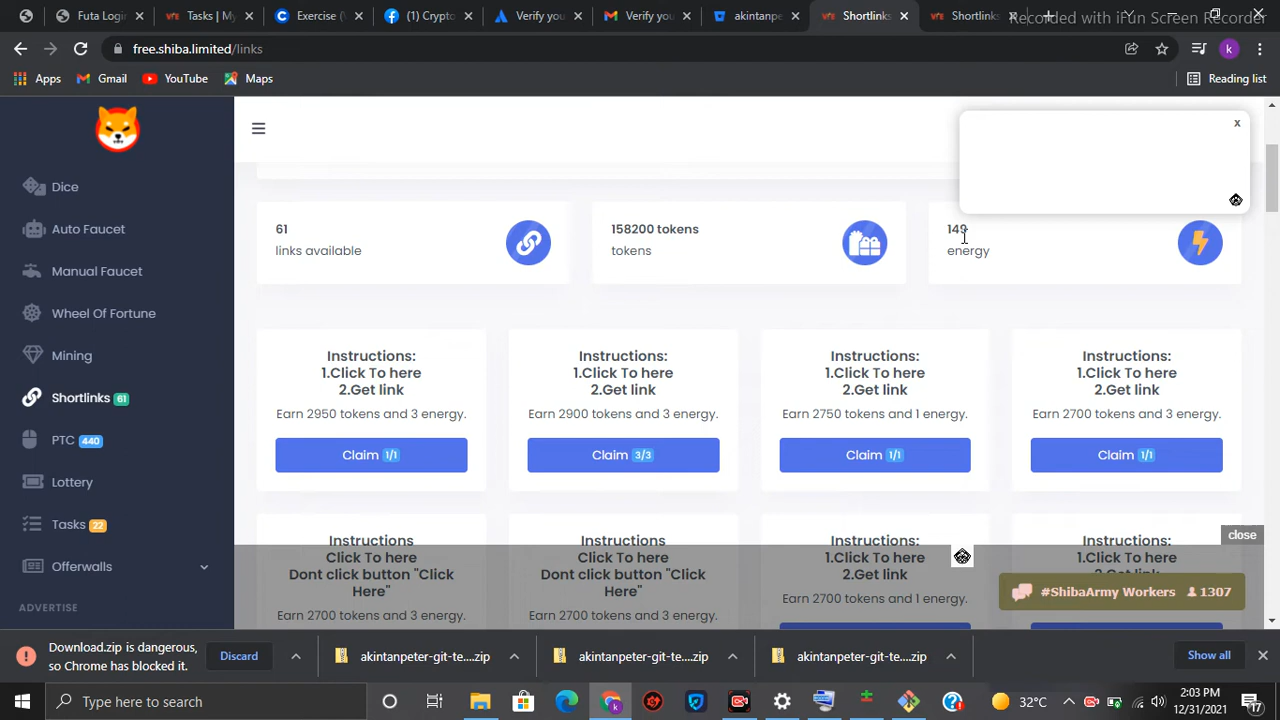 Futa Login
Tasks | My
Exercise (
(1) Crypto
Verify you
Verify you
akintanpe
Shortlinks
Shortlinks
Recorded with iFun Screen Recorder
free.shiba.limited/links
k
Apps
Gmail
YouTube
Maps
Reading list
x
Dice
Auto Faucet
Manual Faucet
Wheel Of Fortune
Mining
Shortlinks 61
PTC 440
Lottery
Tasks 22
Offerwalls
ADVERTISE
61
links available
158200 tokens
tokens
149
energy
Instructions:
1.Click To here
2.Get link
Earn 2950 tokens and 3 energy.
Claim 1/1
Instructions:
1.Click To here
2.Get link
Earn 2900 tokens and 3 energy.
Claim 3/3
Instructions:
1.Click To here
2.Get link
Earn 2750 tokens and 1 energy.
Claim 1/1
Instructions:
1.Click To here
2.Get link
Earn 2700 tokens and 3 energy.
Claim 1/1
Instructions
Click To here
Dont click button "Click
Here"
Earn 2700 tokens and 3 energy.
Instructions
Click To here
Dont click button "Click
Here"
Earn 2700 tokens and 3 energy.
Instructions:
1.Click To here
2.Get link
Earn 2700 tokens and 1 energy.
Instructions:
1.Click To here
close
#ShibaArmy Workers 1307
Download.zip is dangerous,
so Chrome has blocked it.
Discard
akintanpeter-git-te....zip
akintanpeter-git-te....zip
akintanpeter-git-te....zip
Show all
Type here to search
32°C
2:03 PM
12/31/2021
17